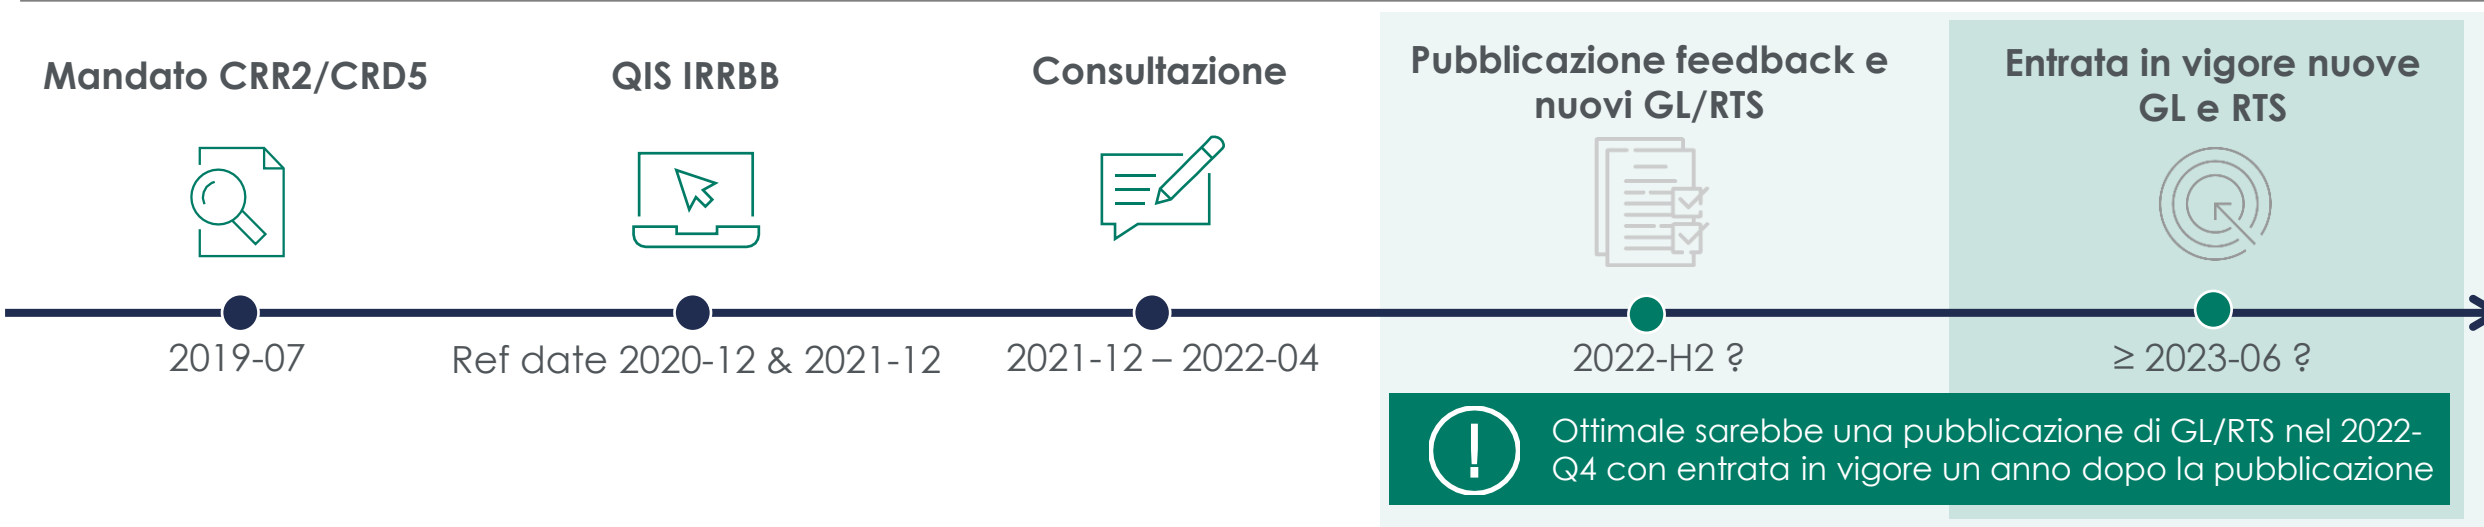 Mandato CRR2/CRD5
QIS IRRBB
Consultazione
Pubblicazione feedback e
nuovi GL/RTS
Entrata in vigore nuove
GL e RTS
2019-07
Ref date 2020-12 & 2021-12
2021-12 – 2022-04
2022-H2 ?
≥ 2023-06 ?
!
Ottimale sarebbe una pubblicazione di GL/RTS nel 2022-
Q4 con entrata in vigore un anno dopo la pubblicazione